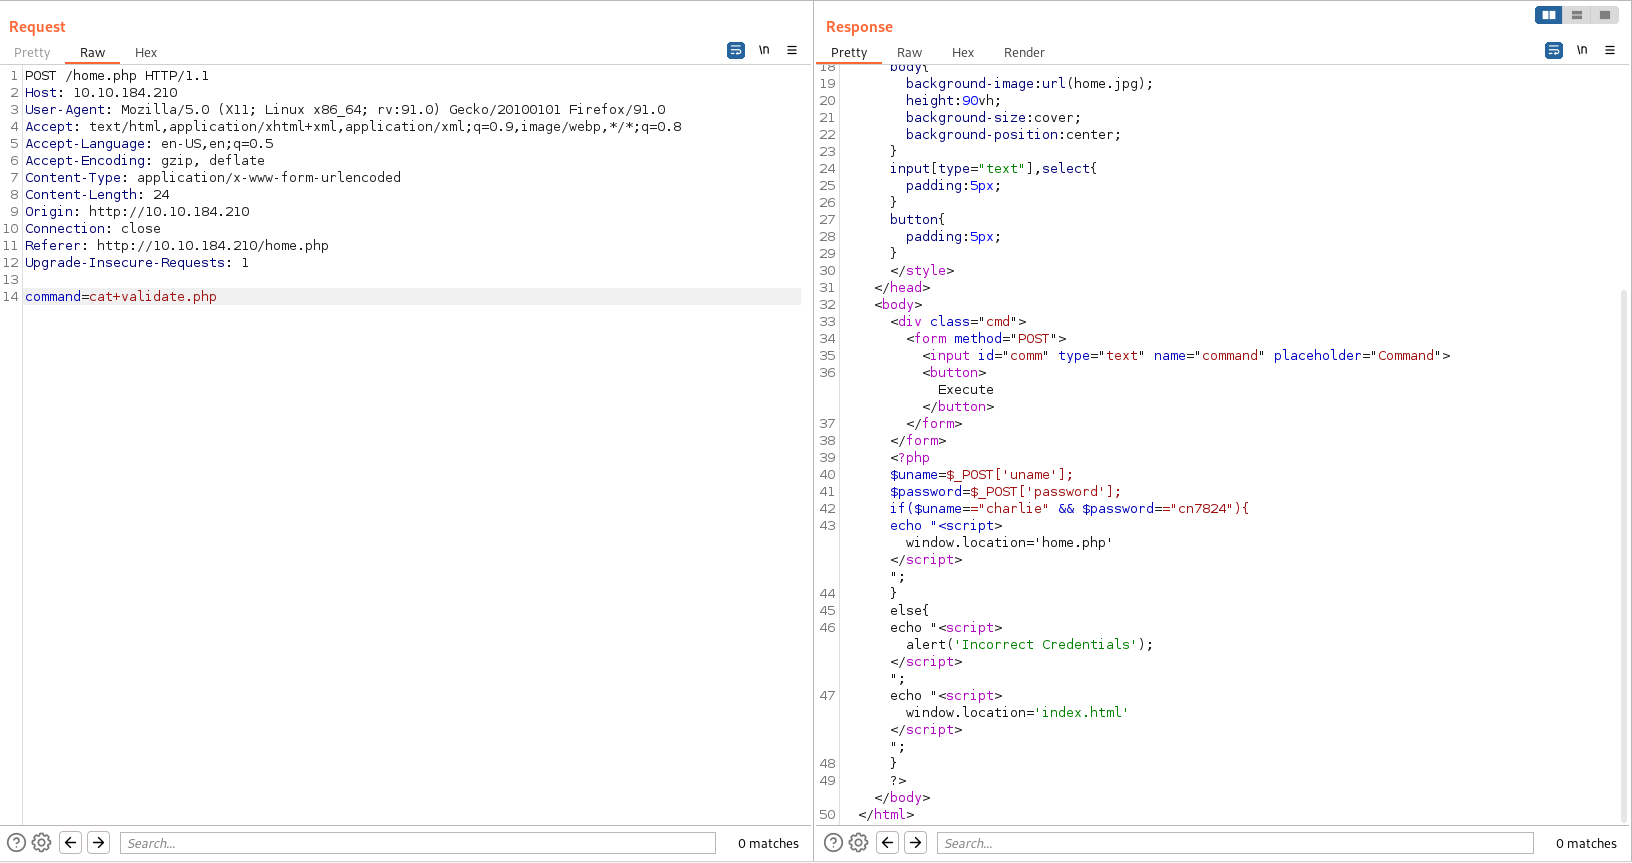 Request
Pretty Raw Hex \n
1 POST /home.php HTTP/1.1
2 Host: 10.10.184.210
3 User-Agent: Mozilla/5.0 (X11; Linux x86_64; rv:91.0) Gecko/20100101 Firefox/91.0
4 Accept: text/html,application/xhtml+xml,application/xml;q=0.9,image/webp,*/*;q=0.8
5 Accept-Language: en-US,en;q=0.5
6 Accept-Encoding: gzip, deflate
7 Content-Type: application/x-www-form-urlencoded
8 Content-Length: 24
9 Origin: http://10.10.184.210
10 Connection: close
11 Referer: http://10.10.184.210/home.php
12 Upgrade-Insecure-Requests: 1
13
14 command=cat+validate.php
Search...
0 matches
Response
Pretty Raw Hex Render \n
18 body{
19 background-image:url(home.jpg);
20 height:90vh;
21 background-size:cover;
22 background-position:center;
23 }
24 input[type="text"],select{
25 padding:5px;
26 }
27 button{
28 padding:5px;
29 }
30 </style>
31 </head>
32 <body>
33 <div class="cmd">
34 <form method="POST">
35 <input id="comm" type="text" name="command" placeholder="Command">
36 <button>
Execute
</button>
37 </form>
38 </form>
39 <?php
40 $uname=$_POST['uname'];
41 $password=$_POST['password'];
42 if($uname=="charlie" && $password=="cn7824"){
43 echo "<script>
window.location='home.php'
</script>
";
44 }
45 else{
46 echo "<script>
alert('Incorrect Credentials');
</script>
";
47 echo "<script>
window.location='index.html'
</script>
";
48 }
49 ?>
</body>
50 </html>
Search...
0 matches